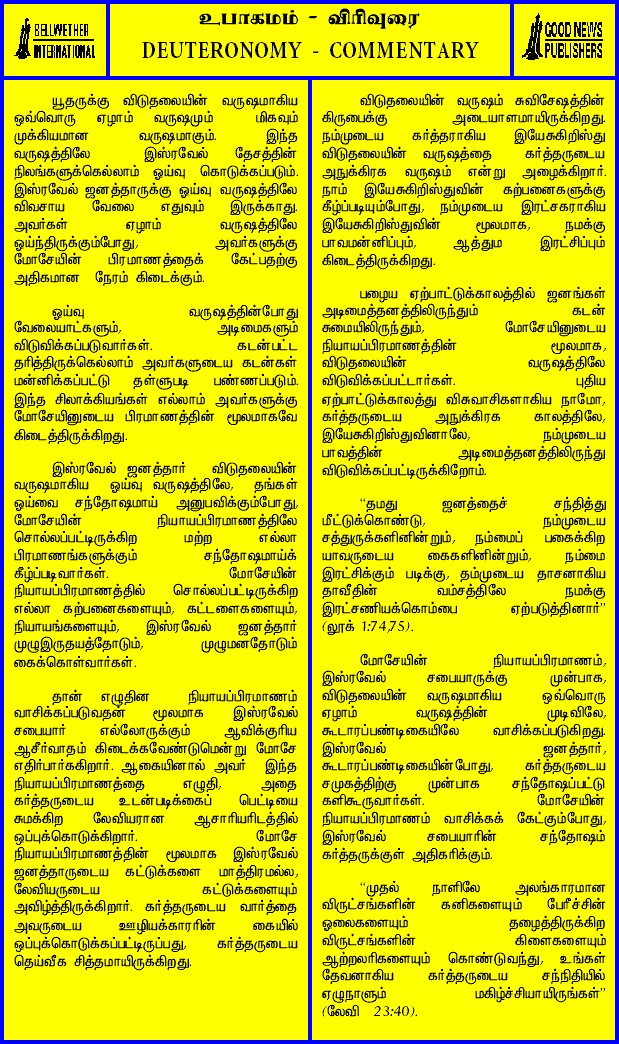 BELLWETHER
INTERNATIONAL
உபாகமம் - விரிவுரை
DEUTERONOMY - COMMENTARY
GOOD NEWS
PUBLISHERS
யூதருக்கு விடுதலையின் வருஷமாகிய
ஒவ்வொரு ஏழாம் வருஷமும் மிகவும்
முக்கியமான வருஷமாகும். இந்த
வருஷத்திலே இஸ்ரவேல் தேசத்தின்
நிலங்களுக்கெல்லாம் ஓய்வு கொடுக்கப்படும்.
இஸ்ரவேல் ஜனத்தாருக்கு ஓய்வு வருஷத்திலே
விவசாய வேலை எதுவும் இருக்காது.
அவர்கள் ஏழாம் வருஷத்திலே
ஓய்ந்திருக்கும்போது, அவர்களுக்கு
மோசேயின் பிரமாணத்தைக் கேட்பதற்கு
அதிகமான நேரம் கிடைக்கும்.
ஓய்வு வருஷத்தின்போது
வேலையாட்களும், அடிமைகளும்
விடுவிக்கப்படுவார்கள். கடன்பட்ட
தரித்திருக்கெல்லாம் அவர்களுடைய கடன்கள்
மன்னிக்கப்பட்டு தள்ளுபடி பண்ணப்படும்.
இந்த சிலாக்கியங்கள் எல்லாம் அவர்களுக்கு
மோசேயினுடைய பிரமாணத்தின் மூலமாகவே
கிடைத்திருக்கிறது.
இஸ்ரவேல் ஜனத்தார் விடுதலையின்
வருஷமாகிய ஓய்வு வருஷத்திலே, தங்கள்
ஓய்வை சந்தோஷமாய் அனுபவிக்கும்போது,
மோசேயின் நியாயப்பிரமாணத்திலே
சொல்லப்பட்டிருக்கிற மற்ற எல்லா
பிரமாணங்களுக்கும் சந்தோஷமாய்க்
கீழ்ப்படிவார்கள். மோசேயின்
நியாயப்பிரமாணத்தில் சொல்லப்பட்டிருக்கிற
எல்லா கற்பனைகளையும், கட்டளைகளையும்,
நியாயங்களையும், இஸ்ரவேல் ஜனத்தார்
முழுஇருதயத்தோடும், முழுமனதோடும்
கைக்கொள்வார்கள்.
தான் எழுதின நியாயப்பிரமாணம்
வாசிக்கப்படுவதன் மூலமாக இஸ்ரவேல்
சபையார் எல்லோருக்கும் ஆவிக்குரிய
ஆசீர்வாதம் கிடைக்கவேண்டுமென்று மோசே
எதிர்பார்க்கிறார். ஆகையினால் அவர் இந்த
நியாயப்பிரமாணத்தை எழுதி, அதை
கர்த்தருடைய உடன்படிக்கைப் பெட்டியை
சுமக்கிற லேவியரான ஆசாரியரிடத்தில்
ஒப்புக்கொடுக்கிறார். மோசே
நியாயப்பிரமாணத்தின் மூலமாக இஸ்ரவேல்
ஜனத்தாருடைய கட்டுக்களை மாத்திரமல்ல,
லேவியருடைய கட்டுக்களையும்
அவிழ்த்திருக்கிறார். கர்த்தருடைய வார்த்தை
அவருடைய ஊழியக்காரரின் கையில்
ஒப்புக்கொடுக்கப்பட்டிருப்பது, கர்த்தருடைய
தெய்வீக சித்தமாயிருக்கிறது.
விடுதலையின் வருஷம் சுவிசேஷத்தின்
கிருபைக்கு அடையாளமாயிருக்கிறது.
நம்முடைய கர்த்தராகிய இயேசுகிறிஸ்து
விடுதலையின் வருஷத்தை கர்த்தருடைய
அநுக்கிரக வருஷம் என்று அழைக்கிறார்.
நாம் இயேசுகிறிஸ்துவின் கற்பனைகளுக்கு
கீழ்ப்படியும்போது, நம்முடைய இரட்சகராகிய
இயேசுகிறிஸ்துவின் மூலமாக, நமக்கு
பாவமன்னிப்பும், ஆத்தும இரட்சிப்பும்
கிடைத்திருக்கிறது.
பழைய ஏற்பாட்டுக்காலத்தில் ஜனங்கள்
அடிமைத்தனத்திலிருந்தும் கடன்
சுமையிலிருந்தும், மோசேயினுடைய
நியாயப்பிரமாணத்தின் மூலமாக,
விடுதலையின் வருஷத்திலே
விடுவிக்கப்பட்டார்கள். புதிய
ஏற்பாட்டுக்காலத்து விசுவாசிகளாகிய நாமோ,
கர்த்தருடைய அநுக்கிரக காலத்திலே,
இயேசுகிறிஸ்துவினாலே, நம்முடைய
பாவத்தின் அடிமைத்தனத்திலிருந்து
விடுவிக்கப்பட்டிருக்கிறோம்.
“தமது ஜனத்தைச் சந்தித்து
மீட்டுக்கொண்டு, நம்முடைய
சத்துருக்களினின்றும், நம்மைப் பகைக்கிற
யாவருடைய கைகளினின்றும், நம்மை
இரட்சிக்கும் படிக்கு, தம்முடைய தாசனாகிய
தாவீதின் வம்சத்திலே நமக்கு
இரட்சணியக்கொம்பை ஏற்படுத்தினார்”
(லூக் 1:74,75).
மோசேயின் நியாயப்பிரமாணம்,
இஸ்ரவேல் சபையாருக்கு முன்பாக,
விடுதலையின் வருஷமாகிய ஒவ்வொரு
ஏழாம் வருஷத்தின் முடிவிலே,
கூடாரப்பண்டிகையிலே வாசிக்கப்படுகிறது.
இஸ்ரவேல் ஜனத்தார்,
கூடாரப்பண்டிகையின்போது, கர்த்தருடைய
சமுகத்திற்கு முன்பாக சந்தோஷப்பட்டு
களிகூருவார்கள். மோசேயின்
நியாயப்பிரமாணம் வாசிக்கக் கேட்கும்போது,
இஸ்ரவேல் சபையாரின் சந்தோஷம்
கர்த்தருக்குள் அதிகரிக்கும்.
“முதல் நாளிலே அலங்காரமான
விருட்சங்களின் கனிகளையும் பேரீச்சின்
ஓலைகளையும் தழைத்திருக்கிற
விருட்சங்களின் கிளைகளையும்
ஆற்றலரிகளையும் கொண்டுவந்து, உங்கள்
தேவனாகிய கர்த்தருடைய சந்நிதியில்
ஏழுநாளும் மகிழ்ச்சியாயிருங்கள்”
(லேவி 23:40).